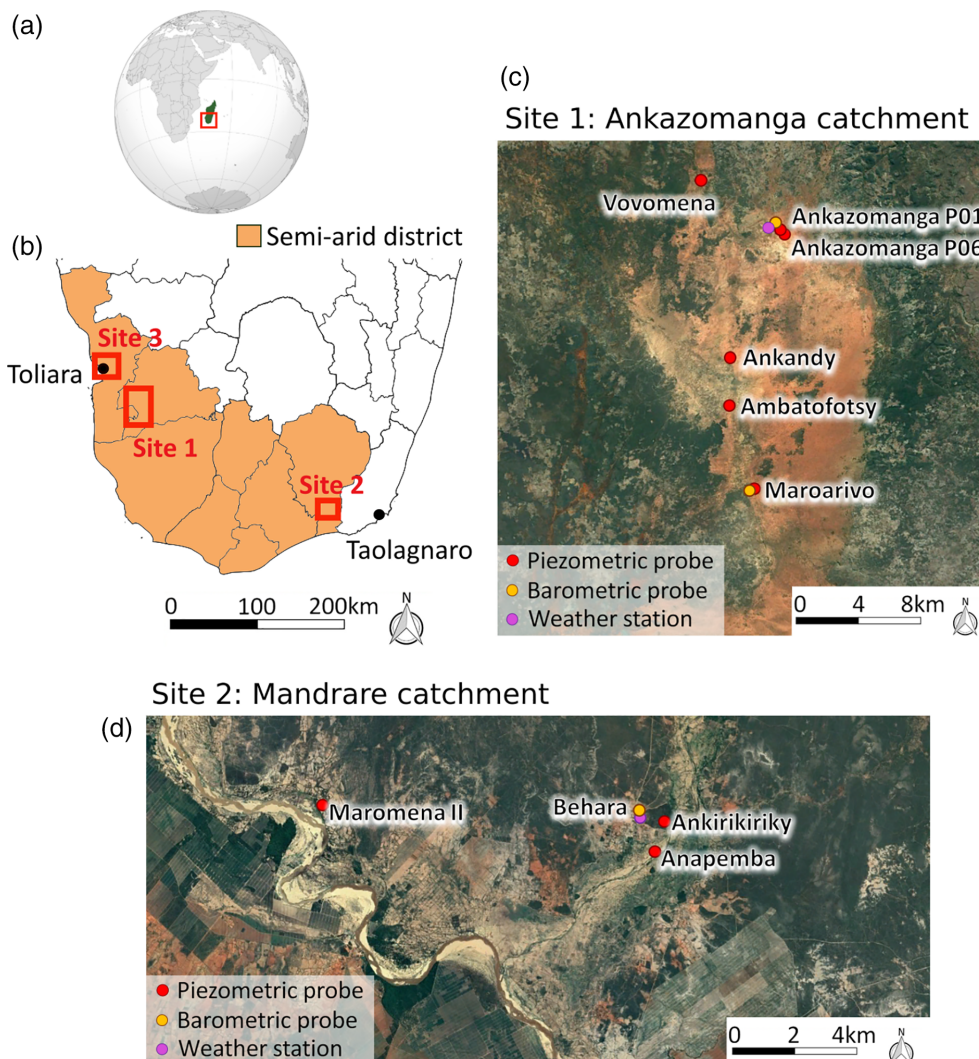 (a)
(b)
Semi-arid district
Site 3
Toliara
Site 1
Site 2
Taolagnaro
0 100 200km
N
(c)
Site 1: Ankazomanga catchment
Vovomena
Ankazomanga P01
Ankazomanga P06
Ankandy
Ambatofotsy
Maroarivo
Piezometric probe
Barometric probe
Weather station
0 4 8km
N
Site 2: Mandrare catchment
(d)
Maromena II
Behara
Ankirikiriky
Anapemba
Piezometric probe
Barometric probe
Weather station
0 2 4km
N